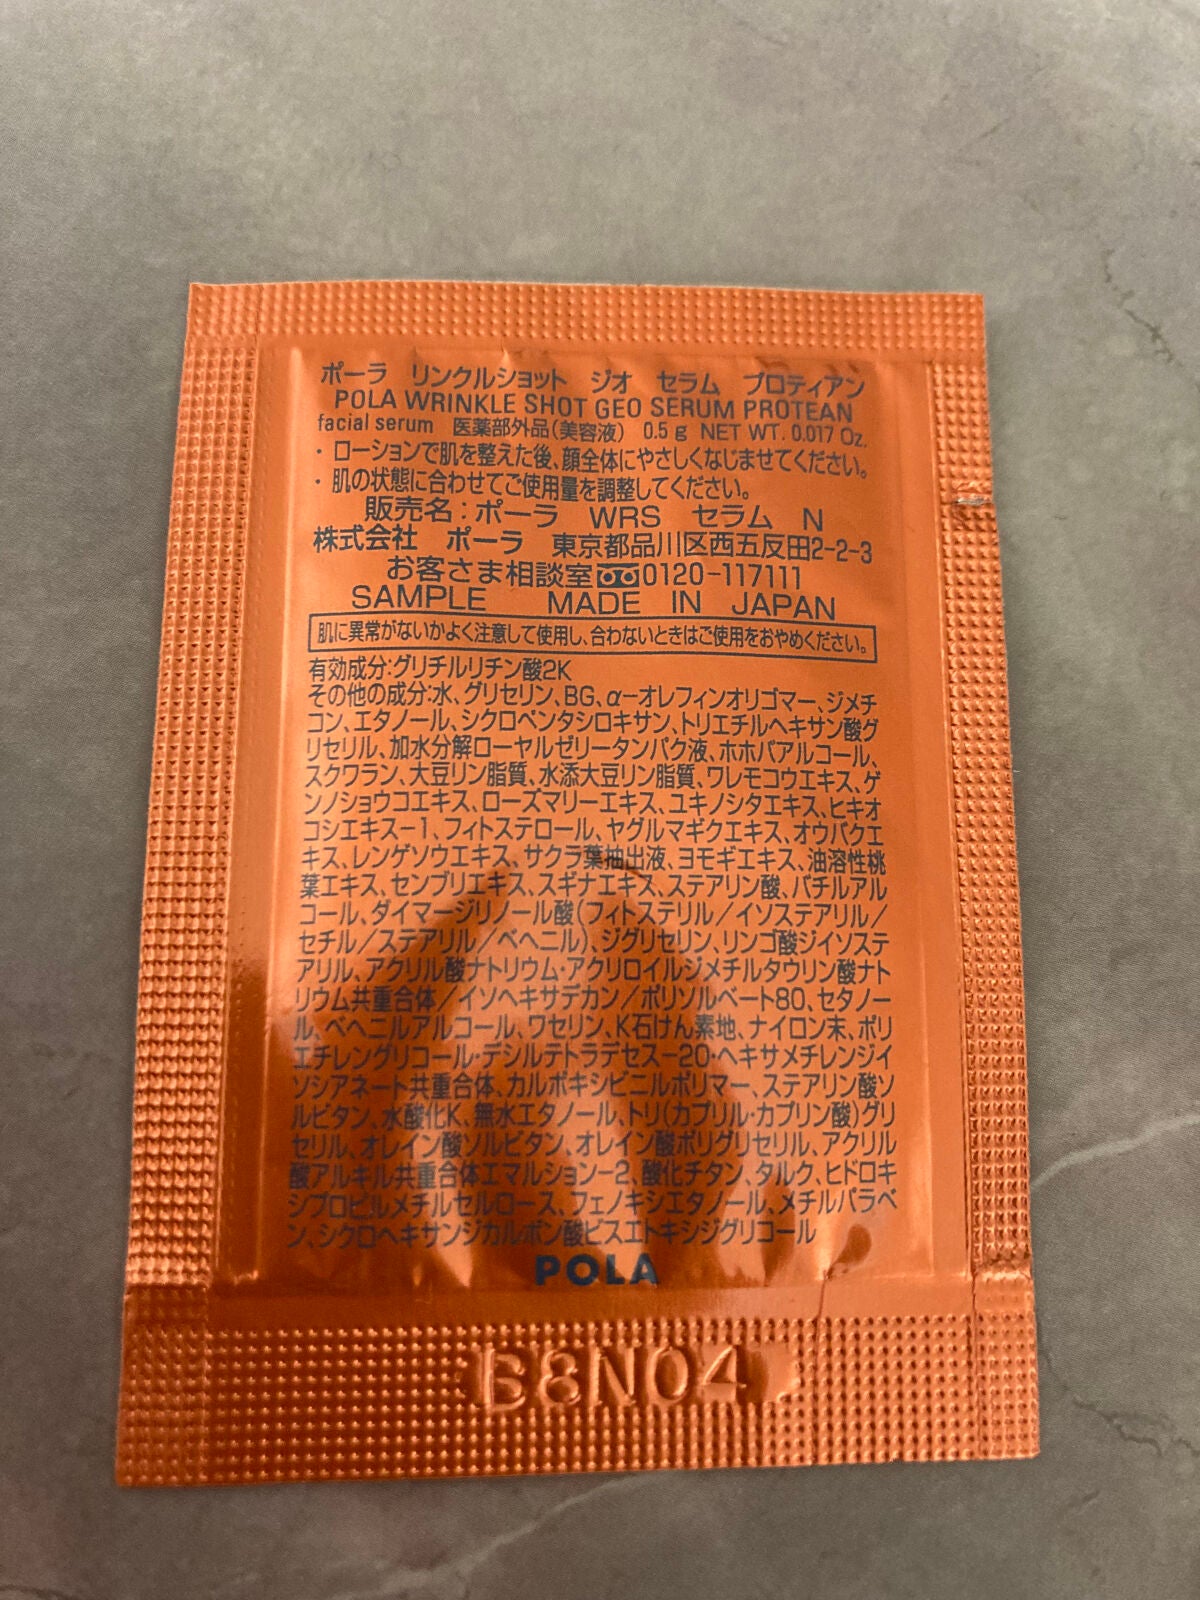 ポーラ リンクルショット ジオ セラム プロティアン
POLA WRINKLE SHOT GEO SERUM PROTEAN
facial serum 医薬部外品(美容液) 0.5g NET WT. 0.017 Oz.
・ローションで肌を整えた後、顔全体にやさしくなじませてください。
・肌の状態に合わせてご使用量を調整してください。
販売名:ポーラ WRS セラム N
株式会社 ポーラ 東京都品川区西五反田2-2-3
お客さま相談室 0120-117111
SAMPLE MADE IN JAPAN
肌に異常がないかよく注意して使用し、合わないときはご使用をおやめください。
有効成分:グリチルリチン酸2K
その他の成分:水、グリセリン、BG、α-オレフィンオリゴマー、ジメチ
コン、エタノール、シクロペンタシロキサン、トリエチルヘキサン酸グ
リセリル、加水分解ローヤルゼリータンパク液、ホホバアルコール、
スクワラン、大豆リン脂質、水添大豆リン脂質、ワレモコウエキス、ゲ
ンノショウコエキス、ローズマリーエキス、ユキノシタエキス、ヒキオ
コシエキス-1、フィトステロール、ヤグルマギクエキス、オウバクエ
キス、レンゲソウエキス、サクラ葉抽出液、ヨモギエキス、油溶性桃
葉エキス、センブリエキス、スギナエキス、ステアリン酸、バチルアル
コール、ダイマージリノール酸(フィトステリル/イソステアリル/
セチル/ステアリル/ベヘニル)、ジグリセリン、リンゴ酸ジイソステ
アリル、アクリル酸ナトリウム・アクリロイルジメチルタウリン酸ナト
リウム共重合体/イソヘキサデカン/ポリソルベート80、セタノー
ル、ベヘニルアルコール、ワセリン、K石けん素地、ナイロン末、ポリ
エチレングリコール・デシルテトラデセス-20・ヘキサメチレンジイ
ソシアネート共重合体、カルボキシビニルポリマー、ステアリン酸ソ
ルビタン、水酸化K、無水エタノール、トリ(カプリル・カプリン酸)グリ
セリル、オレイン酸ソルビタン、オレイン酸ポリグリセリル、アクリル
酸アルキル共重合体エマルション-2、酸化チタン、タルク、ヒドロキ
シプロピルメチルセルロース、フェノキシエタノール、メチルパラベ
ン、シクロヘキサンジカルボン酸ビスエトキシジグリコール
POLA
B8N04